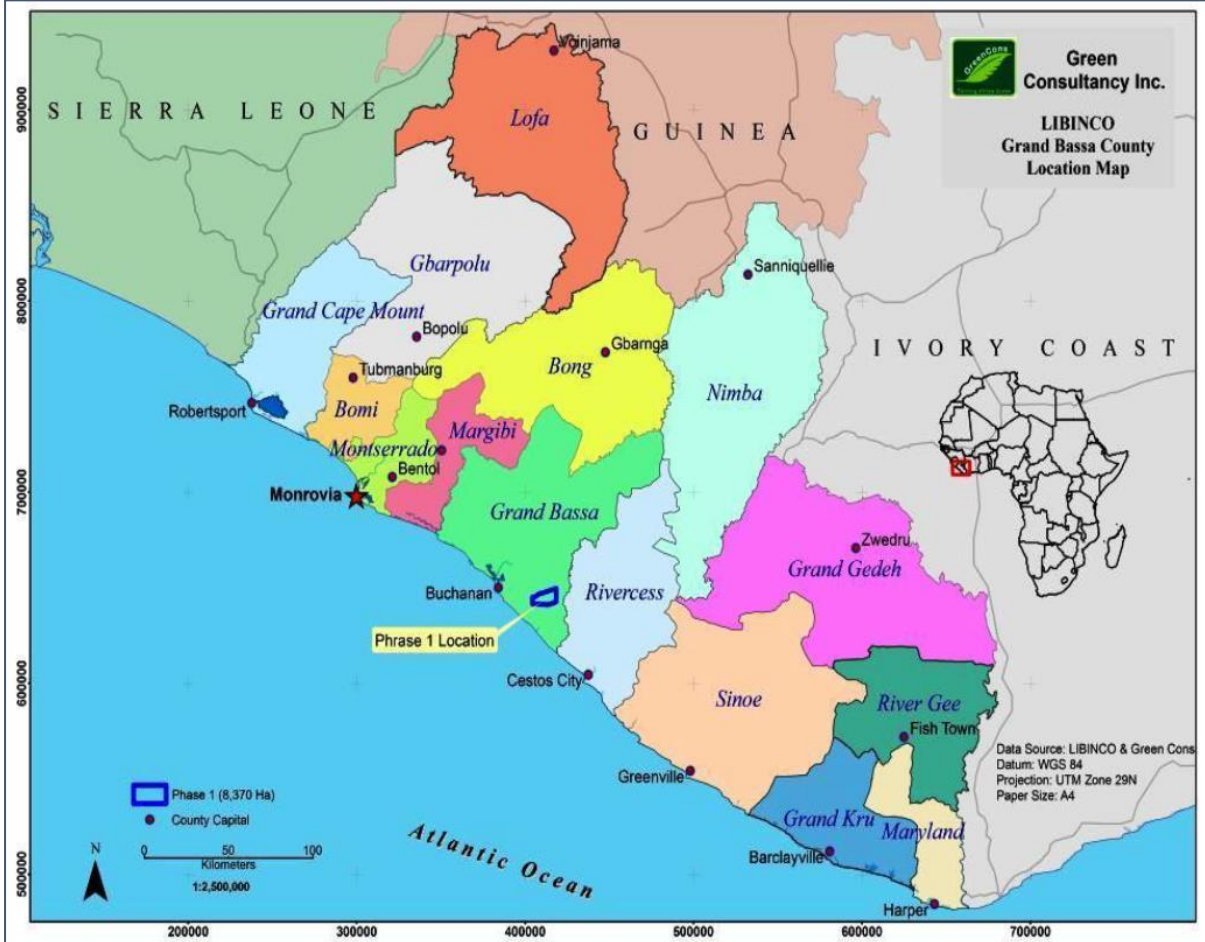 GreenCons
Green
Consultancy Inc.
LIBINCO
Grand Bassa County
Location Map
SIERRA LEONE
GUINEA
IVORY COAST
Voinjama
Lofa
Gbarpolu
Grand Cape Mount
Bopolu
Tubmanburg
Bomi
Robertsport
Bong
Gbarnga
Sanniquellie
Nimba
Montserrado
Margibi
Bentol
Monrovia
Grand Bassa
Buchanan
Rivercess
Phrase 1 Location
Cestos City
Zwedru
Grand Gedeh
Sinoe
River Gee
Fish Town
Greenville
Grand Kru
Maryland
Barclayville
Harper
Atlantic Ocean
Data Source: LIBINCO & Green Cons
Datum: WGS 84
Projection: UTM Zone 29N
Paper Size: A4
Phase 1 (8,370 Ha)
County Capital
N
0 50 100
Kilometers
1:2,500,000
900000
800000
700000
600000
500000
200000 300000 400000 500000 600000 700000